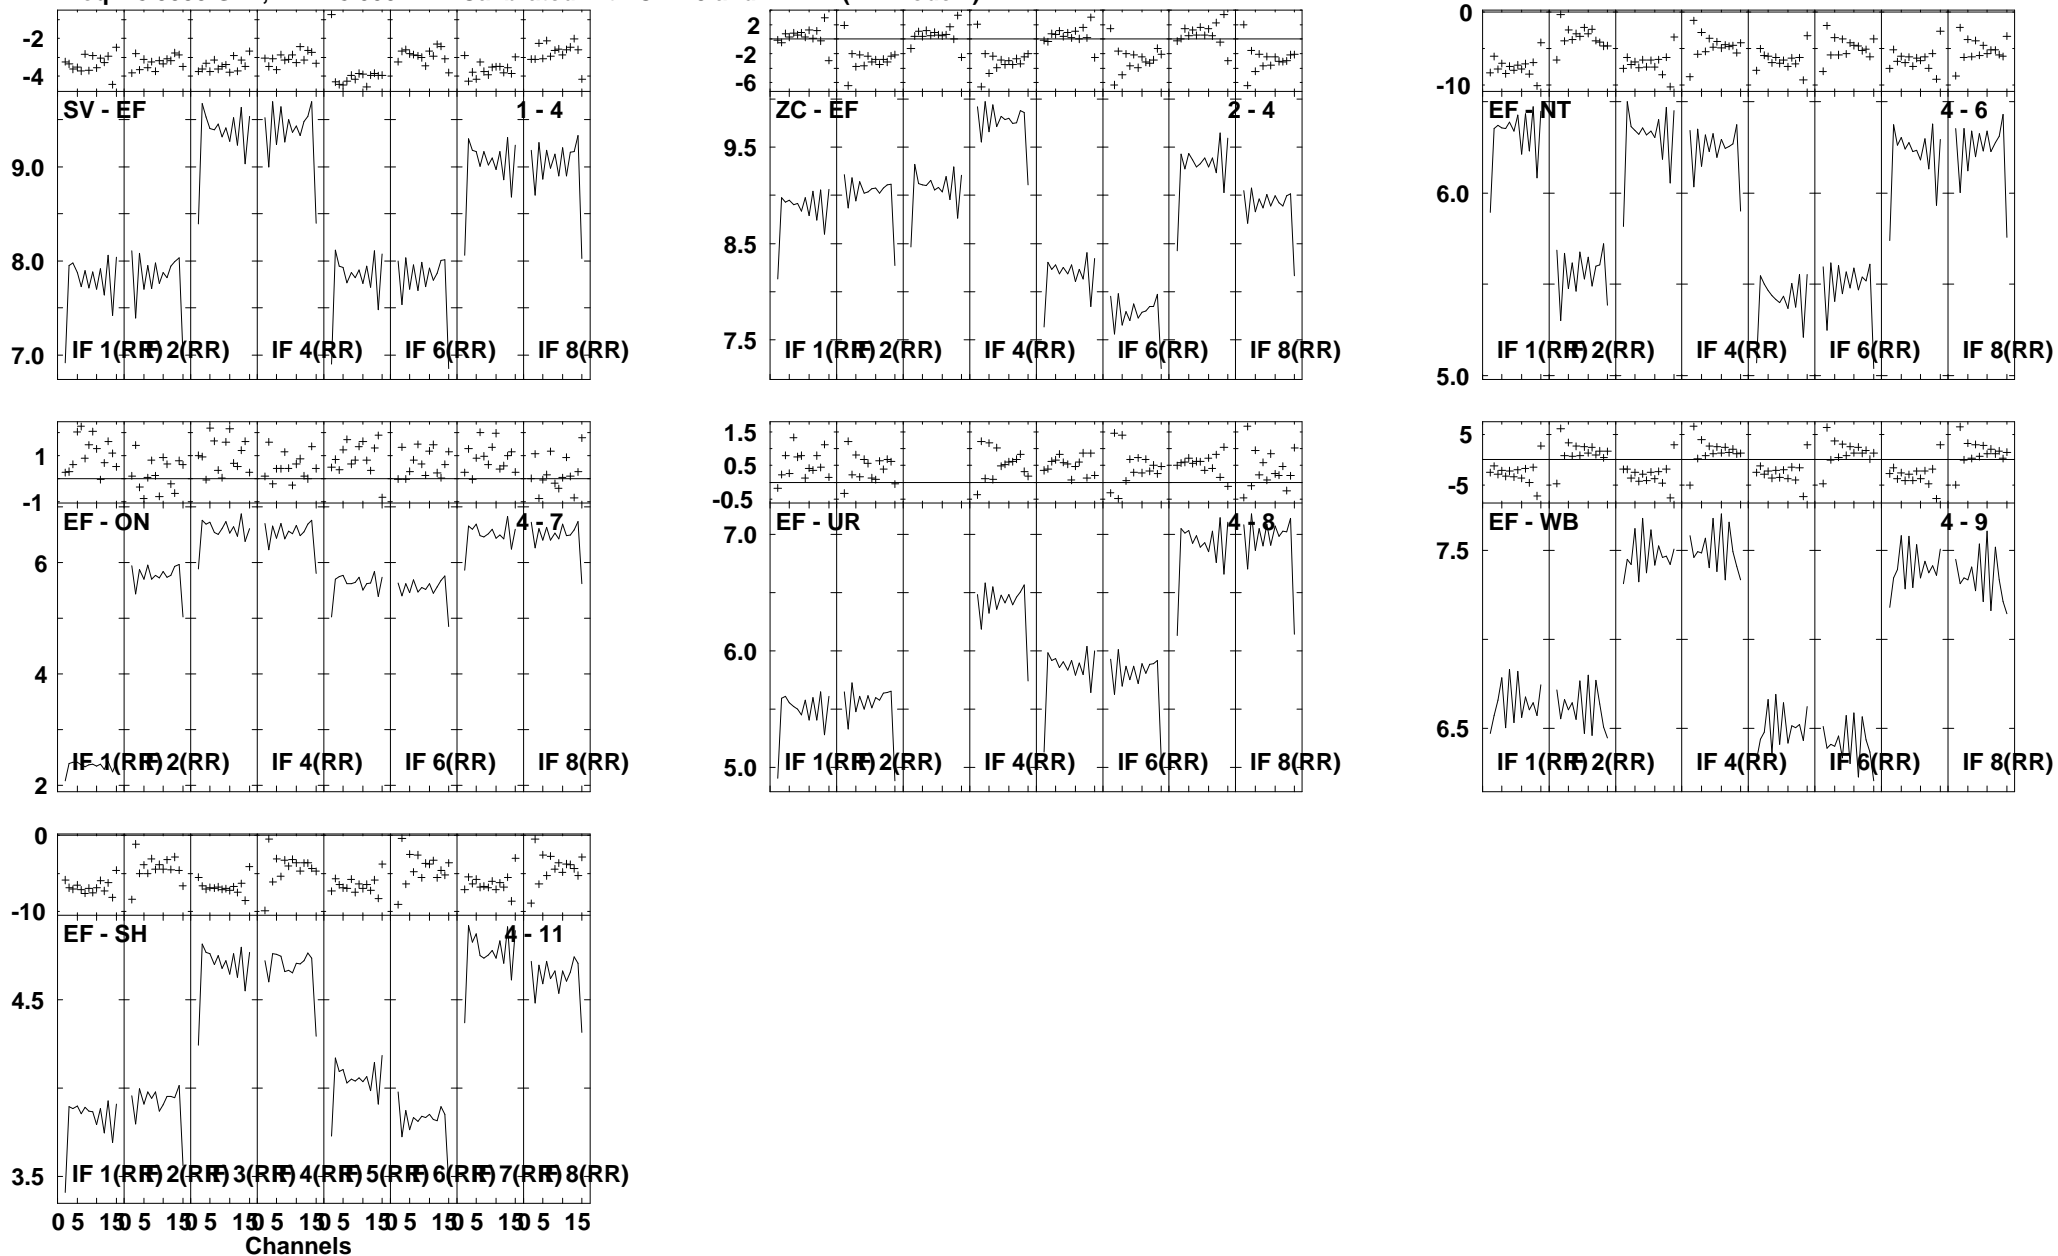 2
-2
-4
SV - EF
1 - 4
9.0
8.0
7.0
IF 1(RR)
IF 2(RR)
IF 4(RR)
IF 6(RR)
IF 8(RR)
2
-2
-6
ZC - EF
2 - 4
9.5
8.5
7.5
IF 1(RR)
IF 2(RR)
IF 4(RR)
IF 6(RR)
IF 8(RR)
0
-10
EF - NT
4 - 6
6.0
5.0
IF 1(RR)
IF 2(RR)
IF 4(RR)
IF 6(RR)
IF 8(RR)
1
-1
EF - ON
4 - 7
6
4
2
IF 1(RR)
IF 2(RR)
IF 4(RR)
IF 6(RR)
IF 8(RR)
1.5
0.5
-0.5
EF - UR
4 - 8
7.0
6.0
5.0
IF 1(RR)
IF 2(RR)
IF 4(RR)
IF 6(RR)
IF 8(RR)
5
-5
EF - WB
4 - 9
7.5
6.5
IF 1(RR)
IF 2(RR)
IF 4(RR)
IF 6(RR)
IF 8(RR)
0
-10
EF - SH
4 - 11
4.5
3.5
IF 1(RR)
IF 2(RR)
IF 3(RR)
IF 4(RR)
IF 5(RR)
IF 6(RR)
IF 7(RR)
IF 8(RR)
0 5 15 0 5 15 0 5 15 0 5 15 0 5 15 0 5 15 0 5 15 0 5 15
Channels